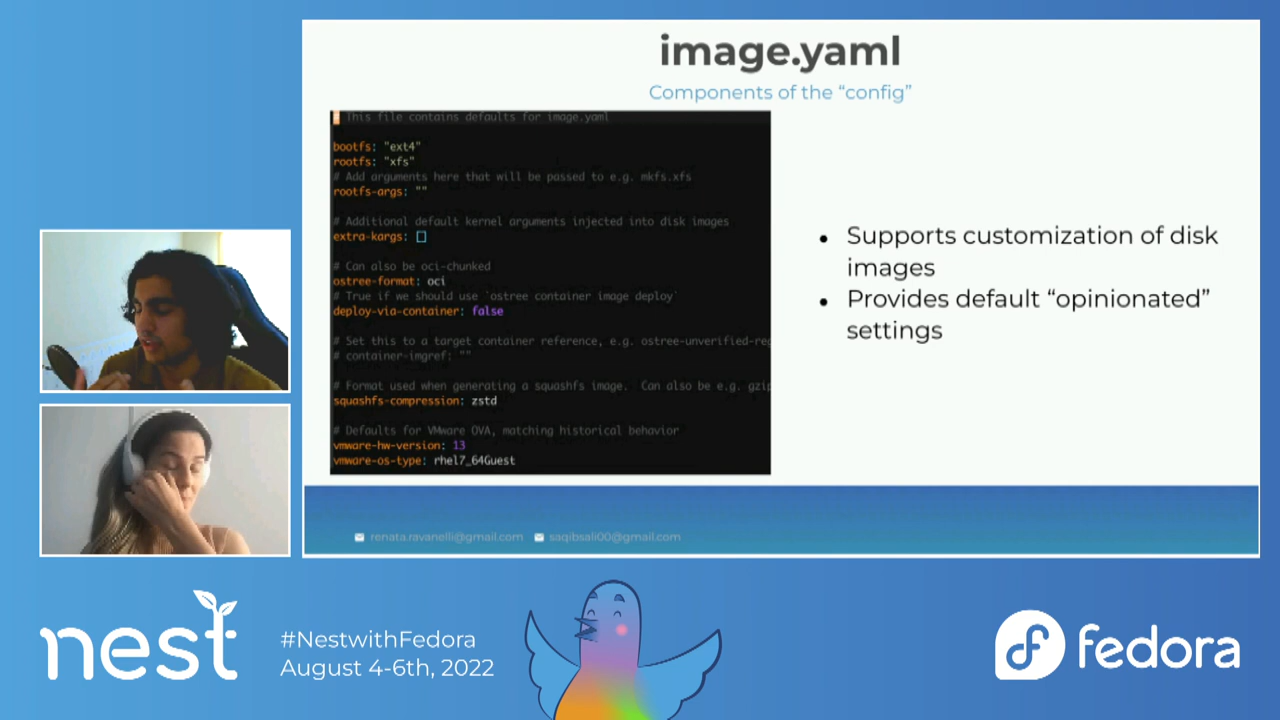 image.yaml
Components of the “config”
# This file contains defaults for image.yaml
bootfs: "ext4"
rootfs: "xfs"
# Add arguments here that will be passed to e.g. mkfs.xfs
rootfs-args: ""
# Additional default kernel arguments injected into disk images
extra-kargs: []
# Can also be oci-chunked
ostree-format: oci
# True if we should use `ostree container image deploy`
deploy-via-container: false
# Set this to a target container reference, e.g. ostree-unverified-reg
# container-imgref: ""
# Format used when generating a squashfs image.  Can also be e.g. gzip
squashfs-compression: zstd
# Defaults for VMware OVA, matching historical behavior
vmware-hw-version: 13
vmware-os-type: rhel7_64Guest
• Supports customization of disk
images
• Provides default “opinionated”
settings
renata.ravanelli@gmail.com saqibsali00@gmail.com
nest
#NestwithFedora
August 4-6th, 2022
fedora